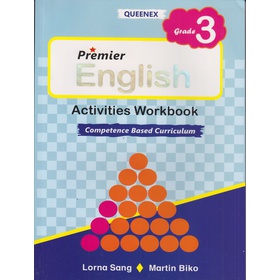 QUEENEX
Grade 3
Premier
English
Activities Workbook
Competence Based Curriculum
Lorna Sang Martin Biko